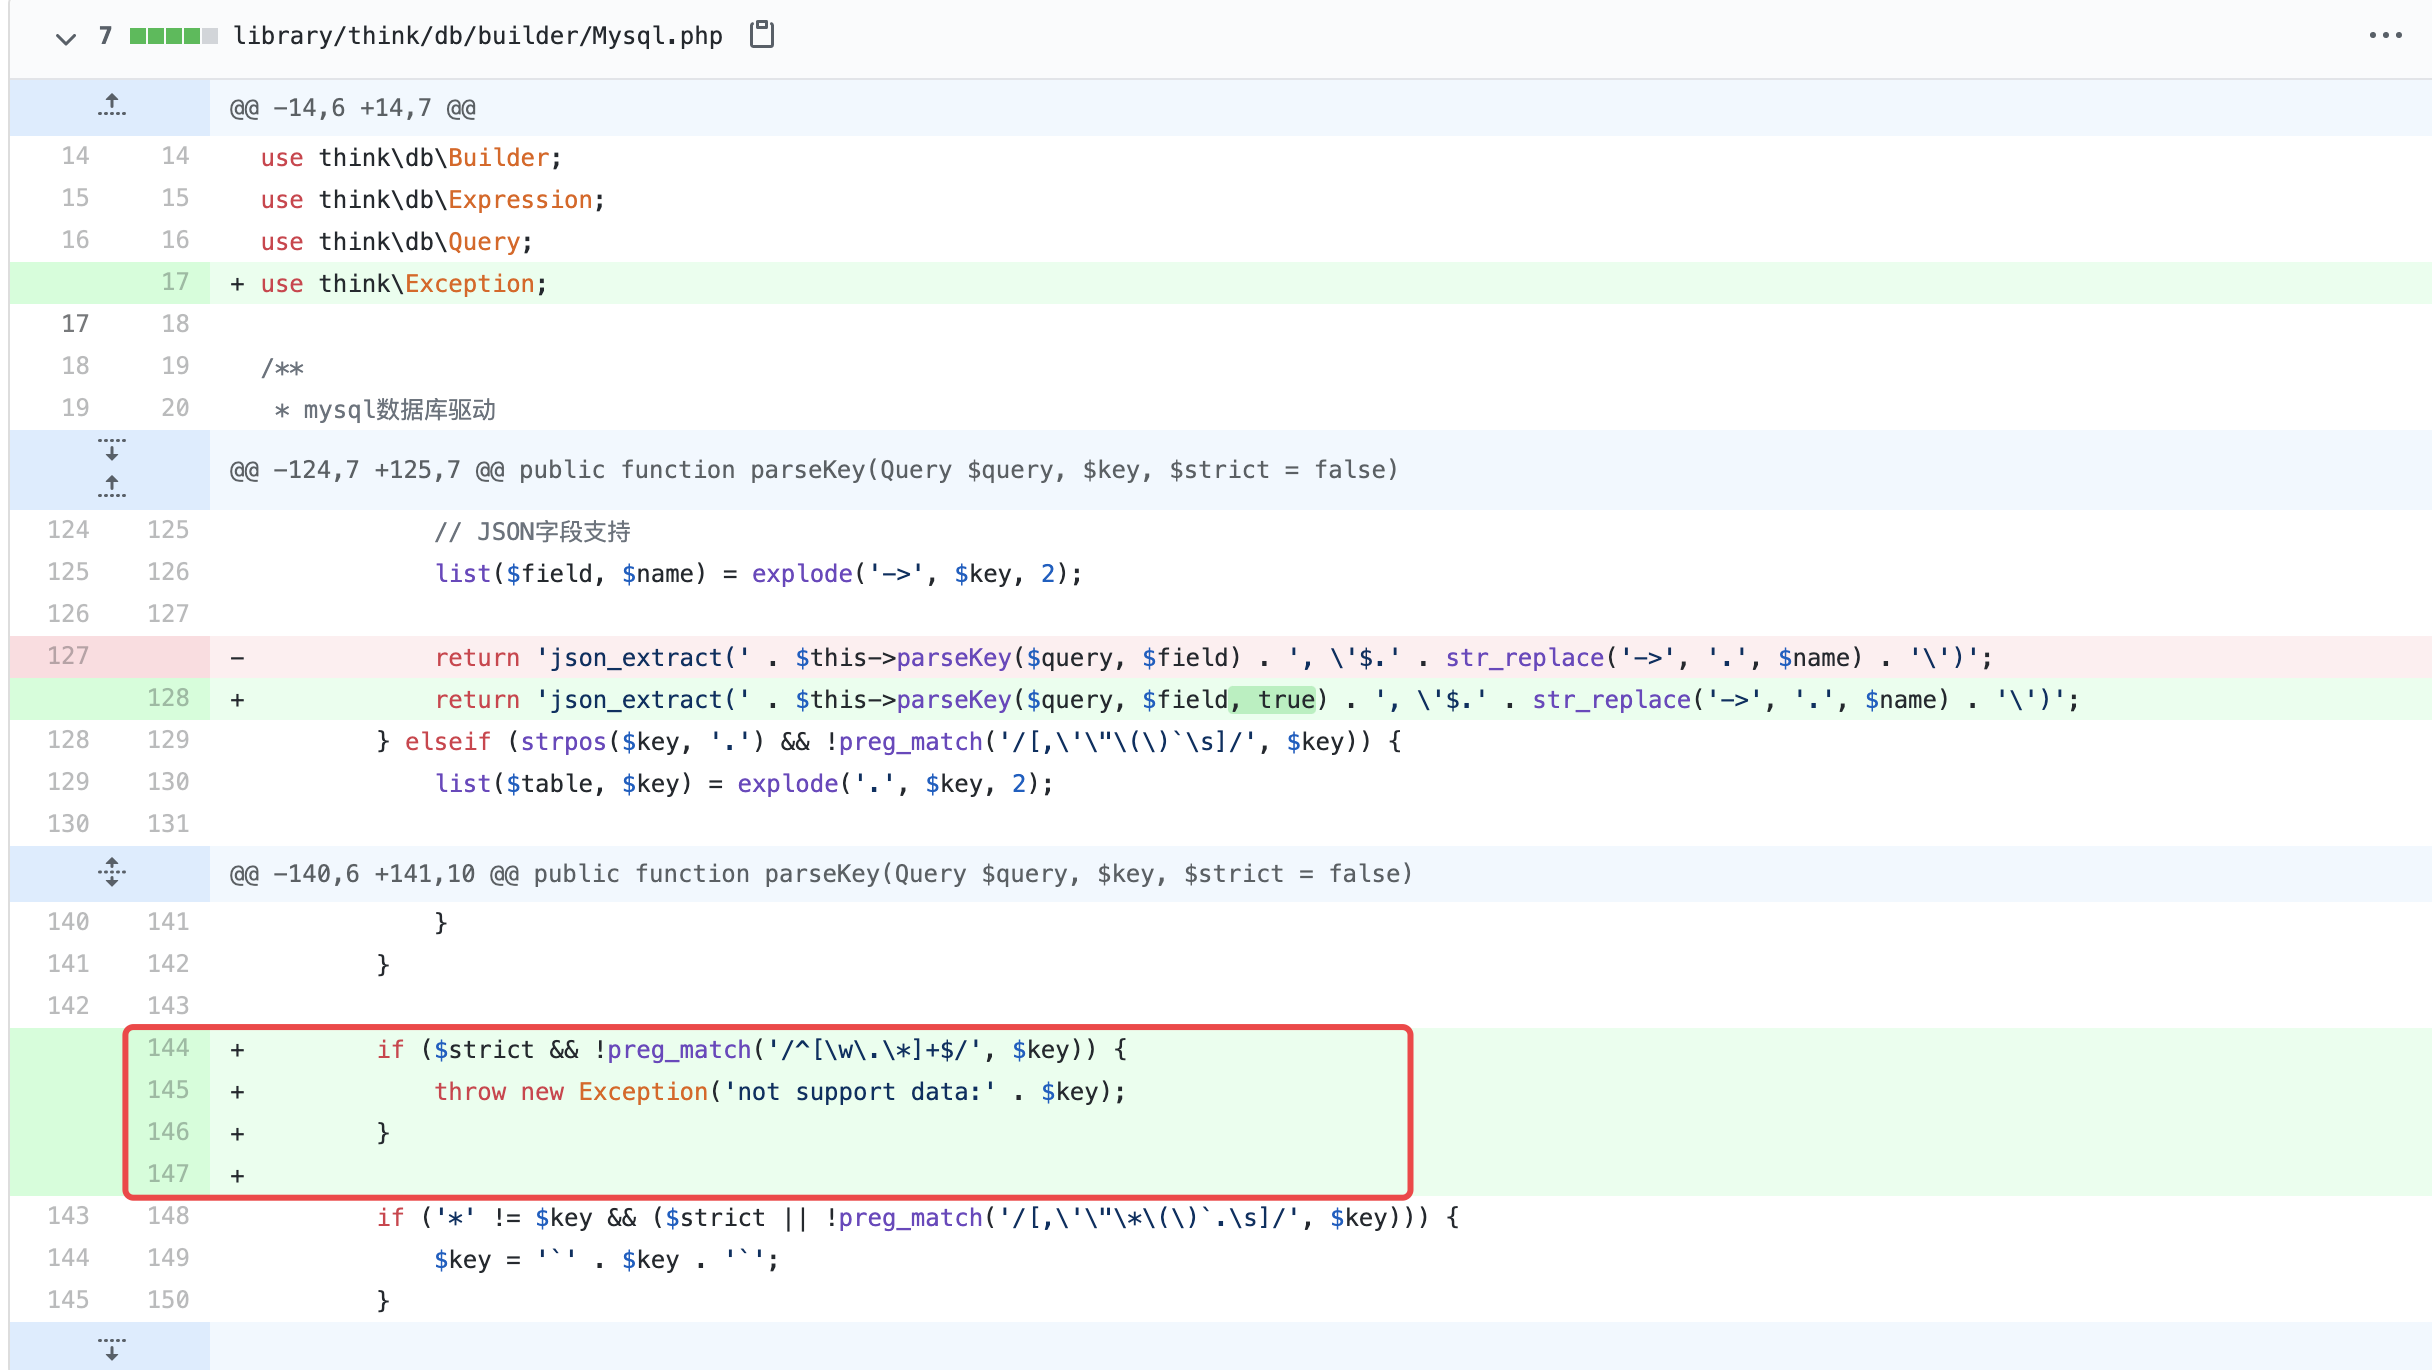 7 library/think/db/builder/Mysql.php
@@ -14,6 +14,7 @@
14 14 use think\db\Builder;
15 15 use think\db\Expression;
16 16 use think\db\Query;
17 + use think\Exception;
17 18
18 19 /**
19 20 * mysql数据库驱动
@@ -124,7 +125,7 @@ public function parseKey(Query $query, $key, $strict = false)
124 125 // JSON字段支持
125 126 list($field, $name) = explode('->', $key, 2);
126 127
127 - return 'json_extract(' . $this->parseKey($query, $field) . ', \'$.' . str_replace('->', '.', $name) . '\')';
128 + return 'json_extract(' . $this->parseKey($query, $field, true) . ', \'$.' . str_replace('->', '.', $name) . '\')';
128 129 } elseif (strpos($key, '.') && !preg_match('/[,\'\"\(\)`\s]/', $key)) {
129 130 list($table, $key) = explode('.', $key, 2);
130 131
@@ -140,6 +141,10 @@ public function parseKey(Query $query, $key, $strict = false)
140 141 }
141 142 }
142 143
144 + if ($strict && !preg_match('/^[\w\.\*]+$/', $key)) {
145 + throw new Exception('not support data:' . $key);
146 + }
147 +
143 148 if ('*' != $key && ($strict || !preg_match('/[,\'\"\*\(\)`.\s]/', $key))) {
144 149 $key = '`' . $key . '`';
145 150 }